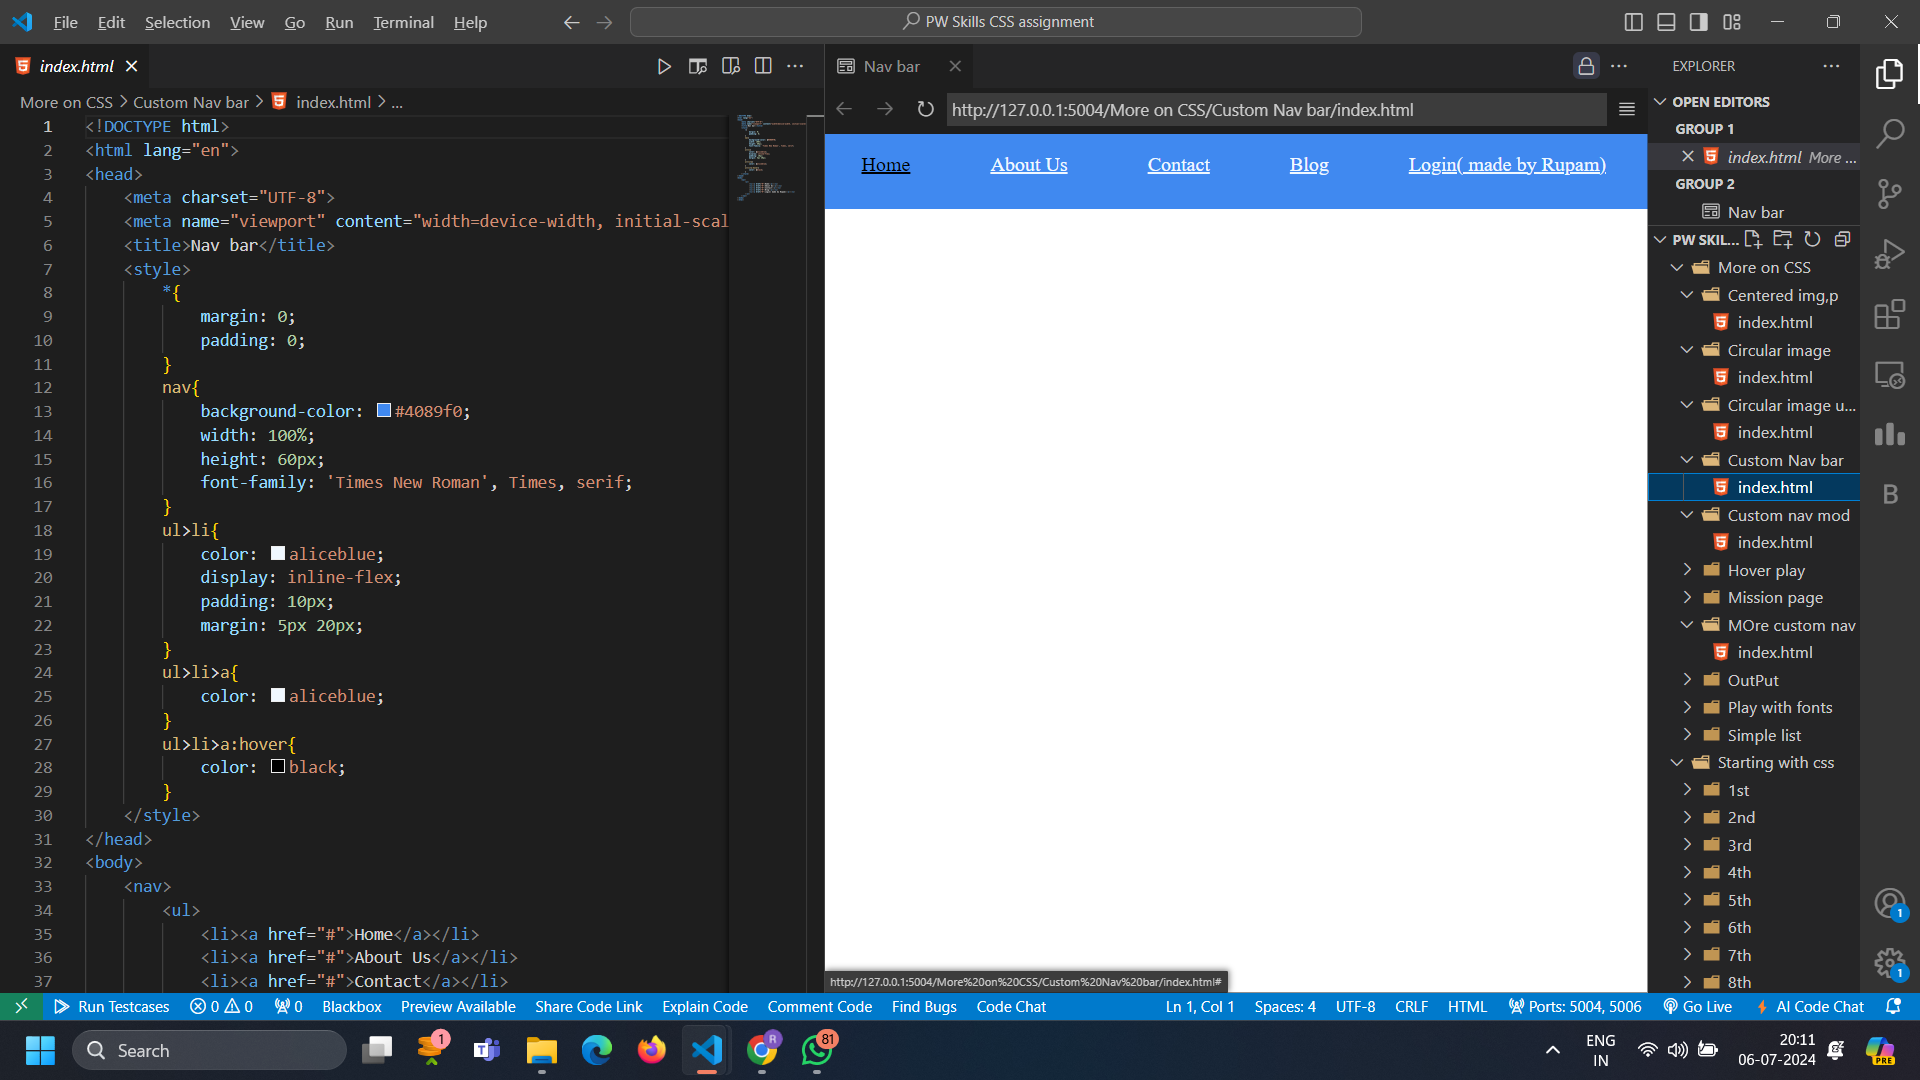 File Edit Selection View Go Run Terminal Help
PW Skills CSS assignment
index.html
More on CSS > Custom Nav bar > index.html > ...
1 <!DOCTYPE html>
2 <html lang="en">
3 <head>
4 <meta charset="UTF-8">
5 <meta name="viewport" content="width=device-width, initial-scal
6 <title>Nav bar</title>
7 <style>
8 *{
9 margin: 0;
10 padding: 0;
11 }
12 nav{
13 background-color: #4089f0;
14 width: 100%;
15 height: 60px;
16 font-family: 'Times New Roman', Times, serif;
17 }
18 ul>li{
19 color: aliceblue;
20 display: inline-flex;
21 padding: 10px;
22 margin: 5px 20px;
23 }
24 ul>li>a{
25 color: aliceblue;
26 }
27 ul>li>a:hover{
28 color: black;
29 }
30 </style>
31 </head>
32 <body>
33 <nav>
34 <ul>
35 <li><a href="#">Home</a></li>
36 <li><a href="#">About Us</a></li>
37 <li><a href="#">Contact</a></li>
Nav bar
http://127.0.0.1:5004/More on CSS/Custom Nav bar/index.html
Home About Us Contact Blog Login( made by Rupam)
http://127.0.0.1:5004/More%20on%20CSS/Custom%20Nav%20bar/index.html#
EXPLORER
OPEN EDITORS
GROUP 1
index.html More ...
GROUP 2
Nav bar
PW SKIL...
More on CSS
Centered img,p
index.html
Circular image
index.html
Circular image u...
index.html
Custom Nav bar
index.html
Custom nav mod
index.html
Hover play
Mission page
MOre custom nav
index.html
OutPut
Play with fonts
Simple list
Starting with css
1st
2nd
3rd
4th
5th
6th
7th
8th
B
1
1
Run Testcases 0 0 0 Blackbox Preview Available Share Code Link Explain Code Comment Code Find Bugs Code Chat Ln 1, Col 1 Spaces: 4 UTF-8 CRLF HTML Ports: 5004, 5006 Go Live AI Code Chat
Search
1
R
81
ENG
IN
20:11
06-07-2024
PRE